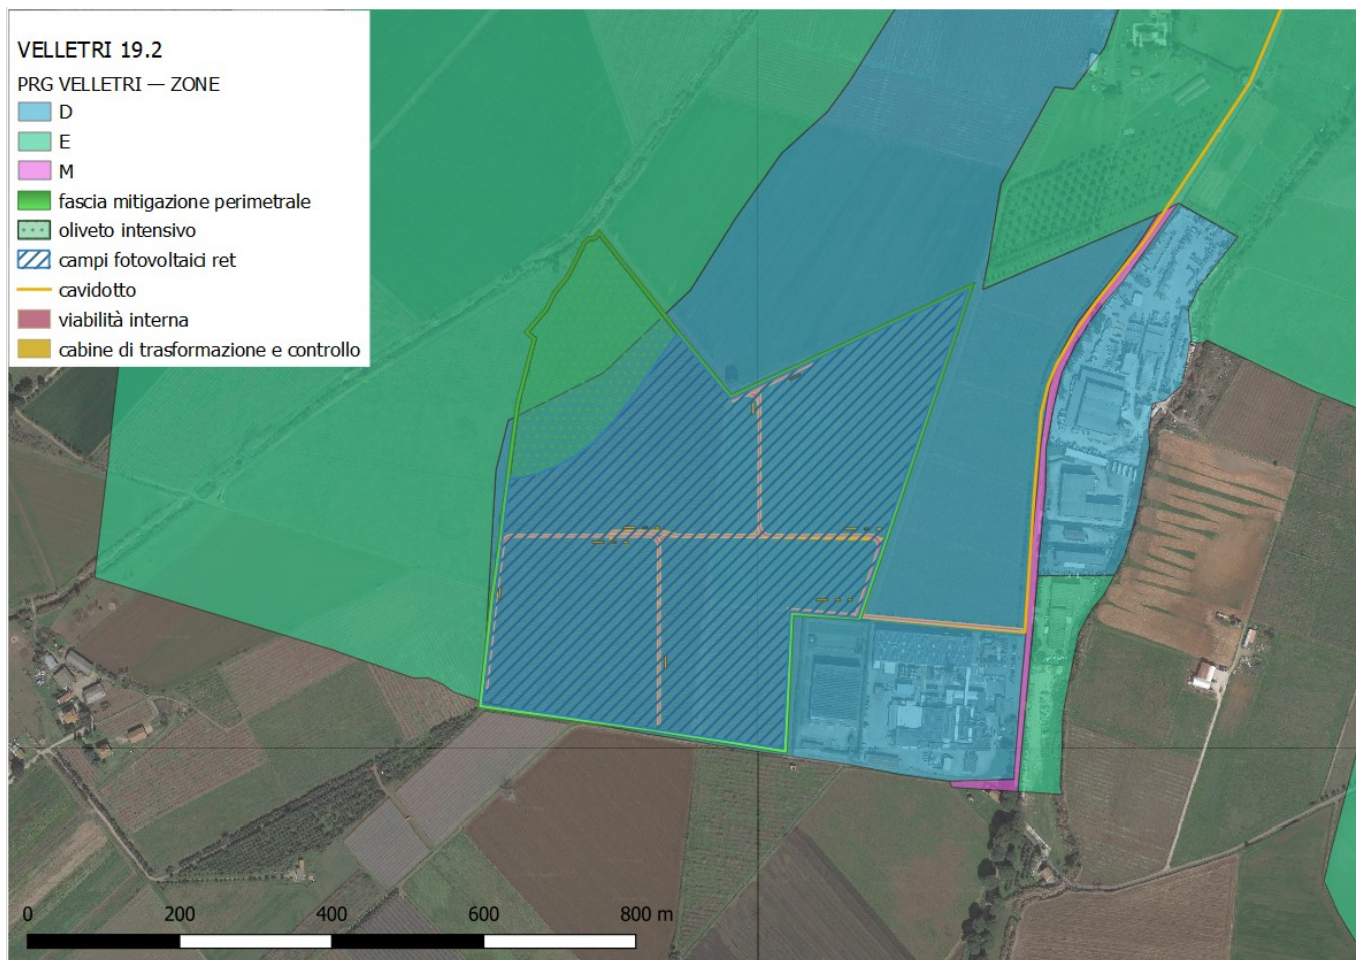 VELLETRI 19.2
PRG VELLETRI — ZONE
D
E
M
fascia mitigazione perimetrale
oliveto intensivo
campi fotovoltaici ret
cavidotto
viabilità interna
cabine di trasformazione e controllo
0 200 400 600 800 m